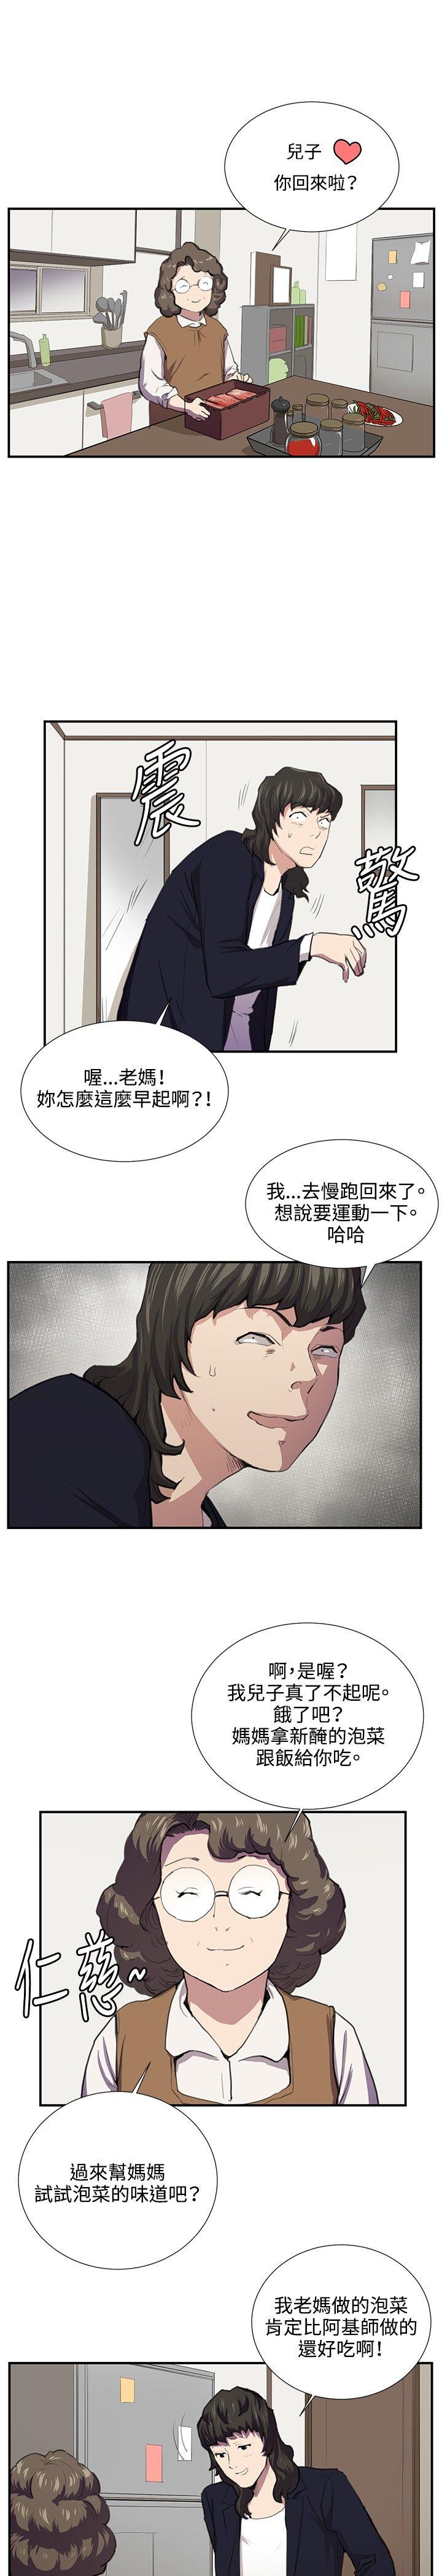 兒子
你回來啦？
震
驚
喔…老媽！
妳怎麼這麼早起啊？！
我…去慢跑回來了。
想說要運動一下。
哈哈
啊，是喔？
我兒子真了不起呢。
餓了吧？
媽媽拿新醃的泡菜
跟飯給你吃。
仁慈~
過來幫媽媽
試試泡菜的味道吧？
我老媽做的泡菜
肯定比阿基師做的
還好吃啊！